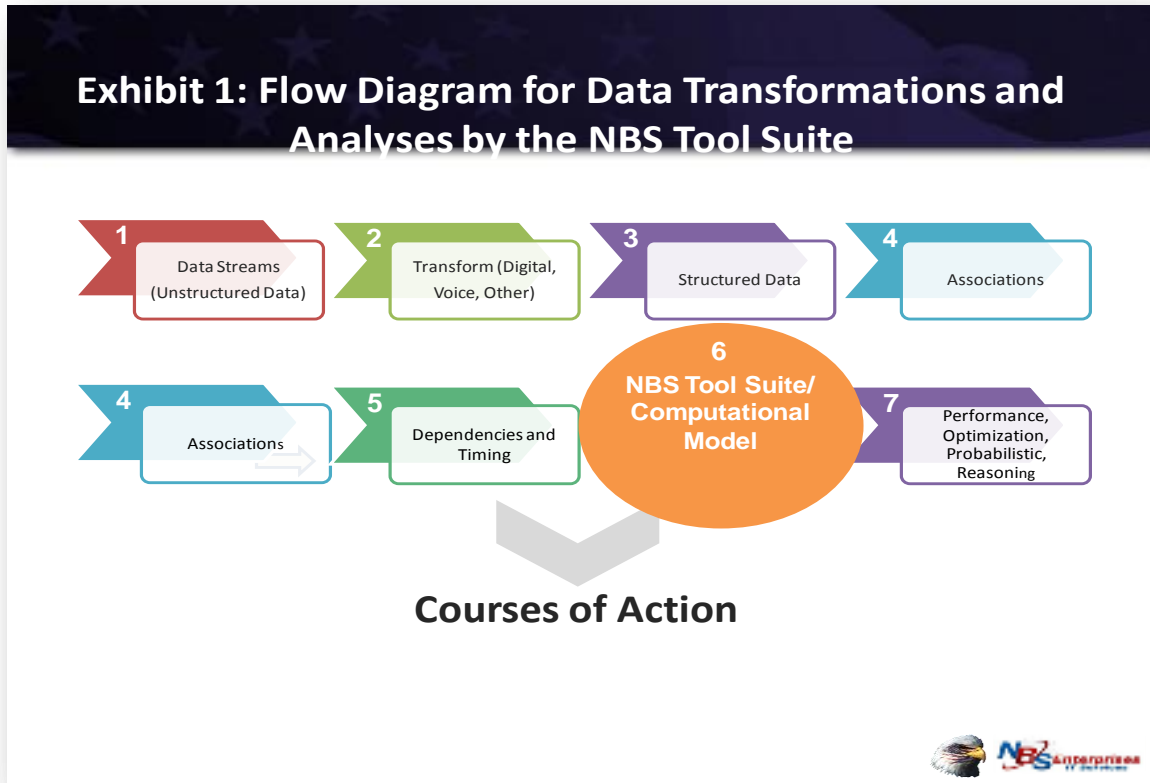 Exhibit 1: Flow Diagram for Data Transformations and
Analyses by the NBS Tool Suite
1
Data Streams
(Unstructured Data)
2
Transform (Digital,
Voice, Other)
3
Structured Data
4
Associations
4
Associations
5
Dependencies and
Timing
6
NBS Tool Suite/
Computational
Model
7
Performance,
Optimization,
Probabilistic,
Reasoning
Courses of Action
NBS Enterprises